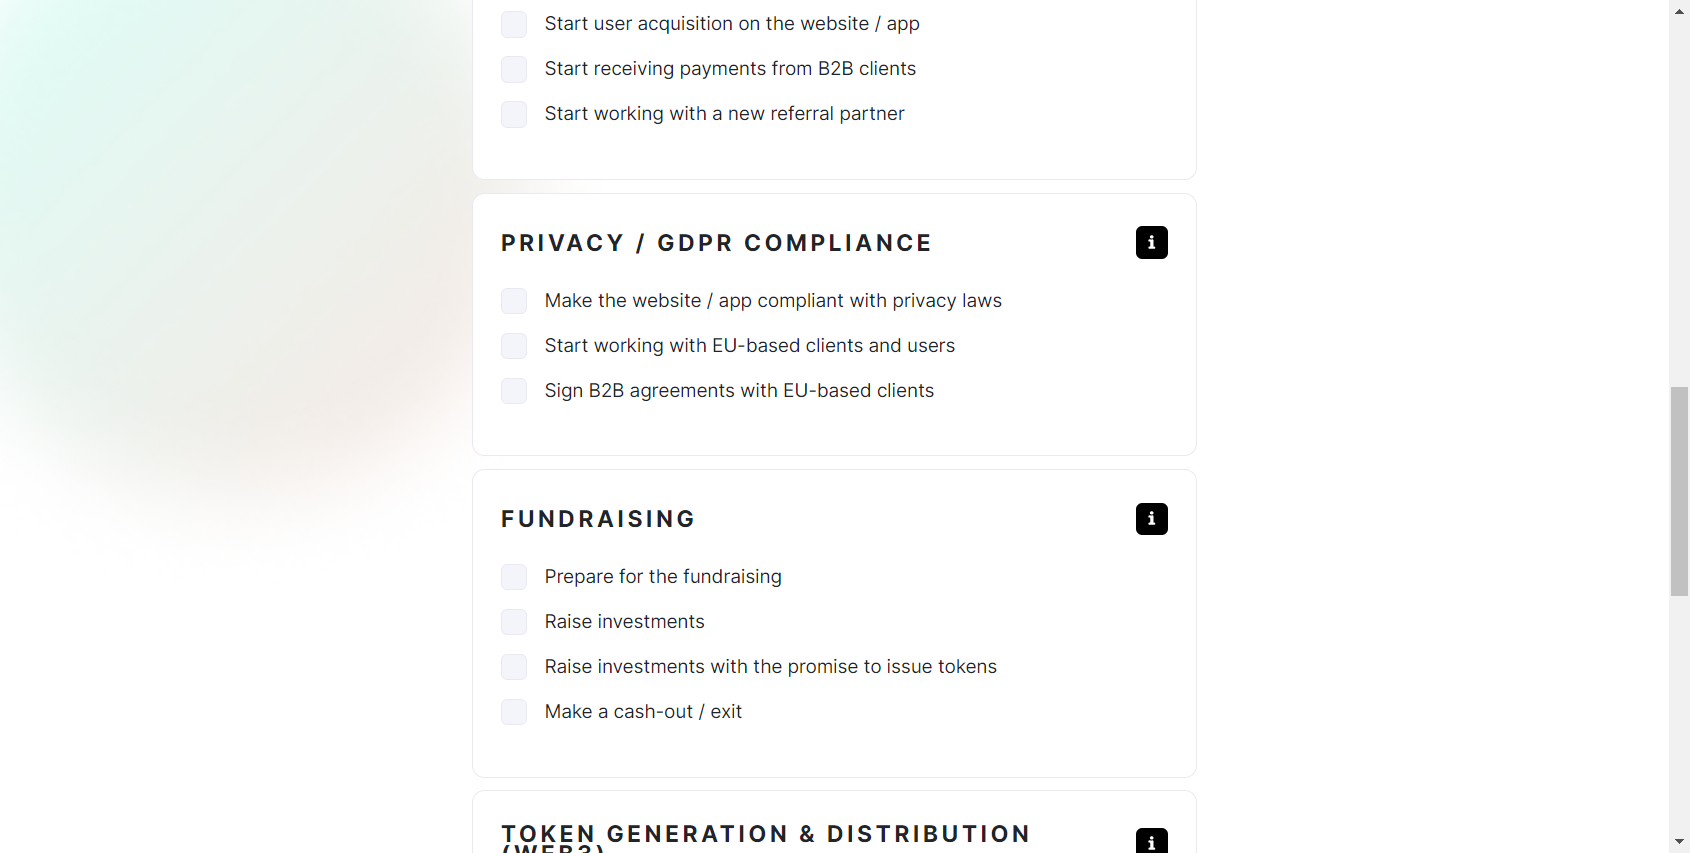 Start user acquisition on the website / app
Start receiving payments from B2B clients
Start working with a new referral partner
PRIVACY / GDPR COMPLIANCE
i
Make the website / app compliant with privacy laws
Start working with EU-based clients and users
Sign B2B agreements with EU-based clients
FUNDRAISING
i
Prepare for the fundraising
Raise investments
Raise investments with the promise to issue tokens
Make a cash-out / exit
TOKEN GENERATION & DISTRIBUTION
i
(WEB3)